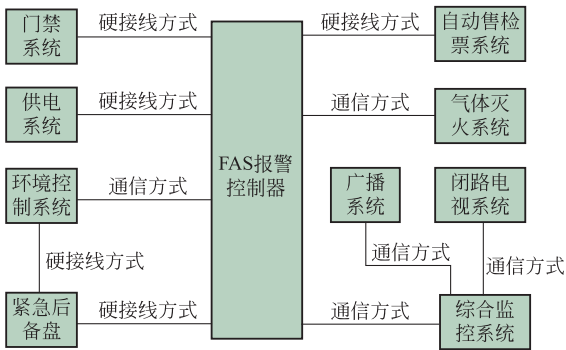 门禁
系统
硬接线方式
硬接线方式
自动售检
票系统
供电
系统
硬接线方式
通信方式
气体灭
火系统
FAS报警
控制器
环境控
制系统
通信方式
广播
系统
闭路电
视系统
硬接线方式
通信方式
通信方式
紧急后
备盘
硬接线方式
通信方式
综合监
控系统